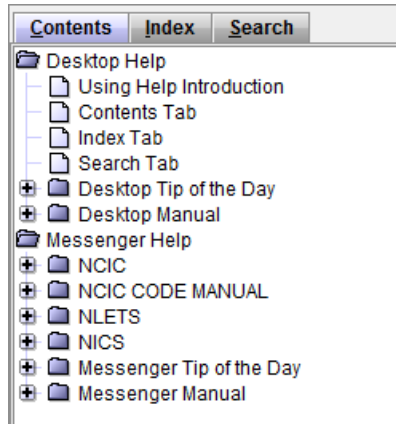 Contents Index Search
Desktop Help
Using Help Introduction
Contents Tab
Index Tab
Search Tab
Desktop Tip of the Day
Desktop Manual
Messenger Help
NCIC
NCIC CODE MANUAL
NLETS
NICS
Messenger Tip of the Day
Messenger Manual